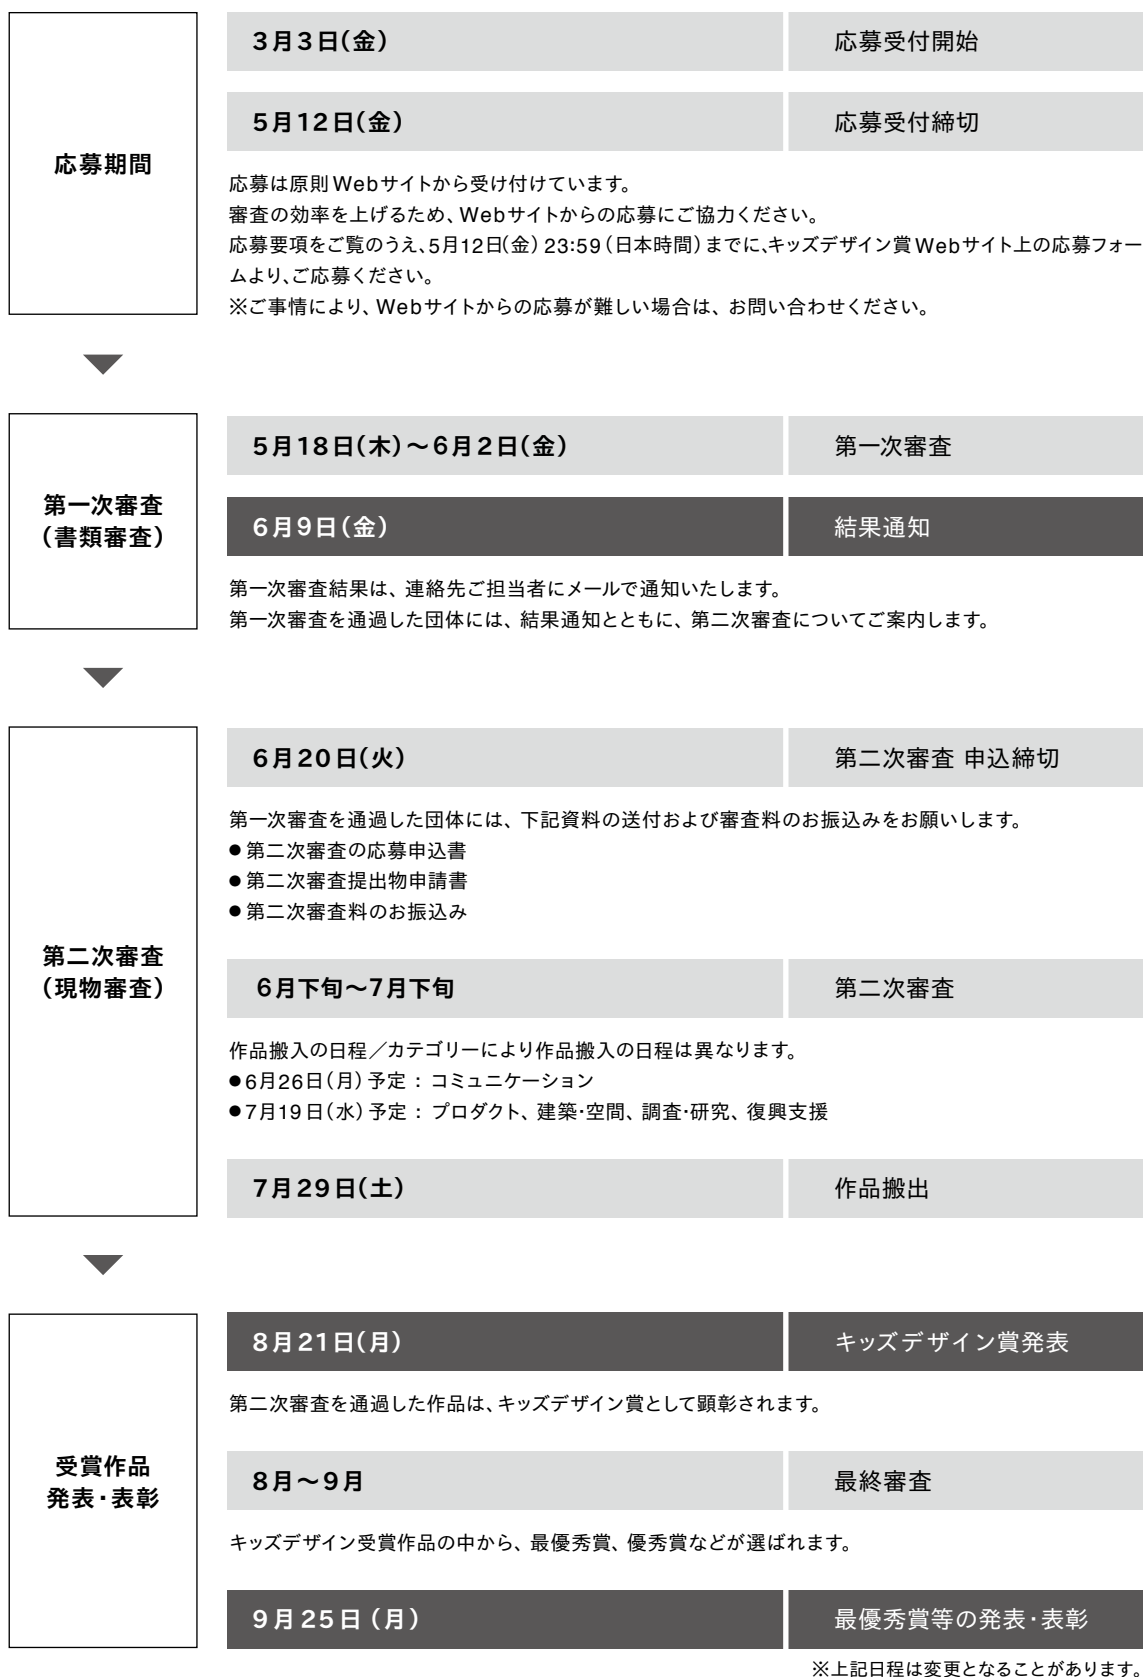 応募期間
3月3日(金) 応募受付開始
5月12日(金) 応募受付締切
応募は原則Webサイトから受け付けています。
審査の効率を上げるため、Webサイトからの応募にご協力ください。
応募要項をご覧のうえ、5月12日(金)23:59(日本時間)までに、キッズデザイン賞Webサイト上の応募フォー
ムより、ご応募ください。
※ご事情により、Webサイトからの応募が難しい場合は、お問い合わせください。
第一次審査
(書類審査)
5月18日(木)～6月2日(金) 第一次審査
6月9日(金) 結果通知
第一次審査結果は、連絡先ご担当者にメールで通知いたします。
第一次審査を通過した団体には、結果通知とともに、第二次審査についてご案内します。
第二次審査
(現物審査)
6月20日(火) 第二次審査 申込締切
第一次審査を通過した団体には、下記資料の送付および審査料のお振込みをお願いします。
●第二次審査の応募申込書
●第二次審査提出物申請書
●第二次審査料のお振込み
6月下旬～7月下旬 第二次審査
作品搬入の日程／カテゴリーにより作品搬入の日程は異なります。
●6月26日(月)予定：コミュニケーション
●7月19日(水)予定：プロダクト、建築・空間、調査・研究、復興支援
7月29日(土) 作品搬出
受賞作品
発表・表彰
8月21日(月) キッズデザイン賞発表
第二次審査を通過した作品は、キッズデザイン賞として顕彰されます。
8月～9月 最終審査
キッズデザイン受賞作品の中から、最優秀賞、優秀賞などが選ばれます。
9月25日(月) 最優秀賞等の発表・表彰
※上記日程は変更となることがあります。